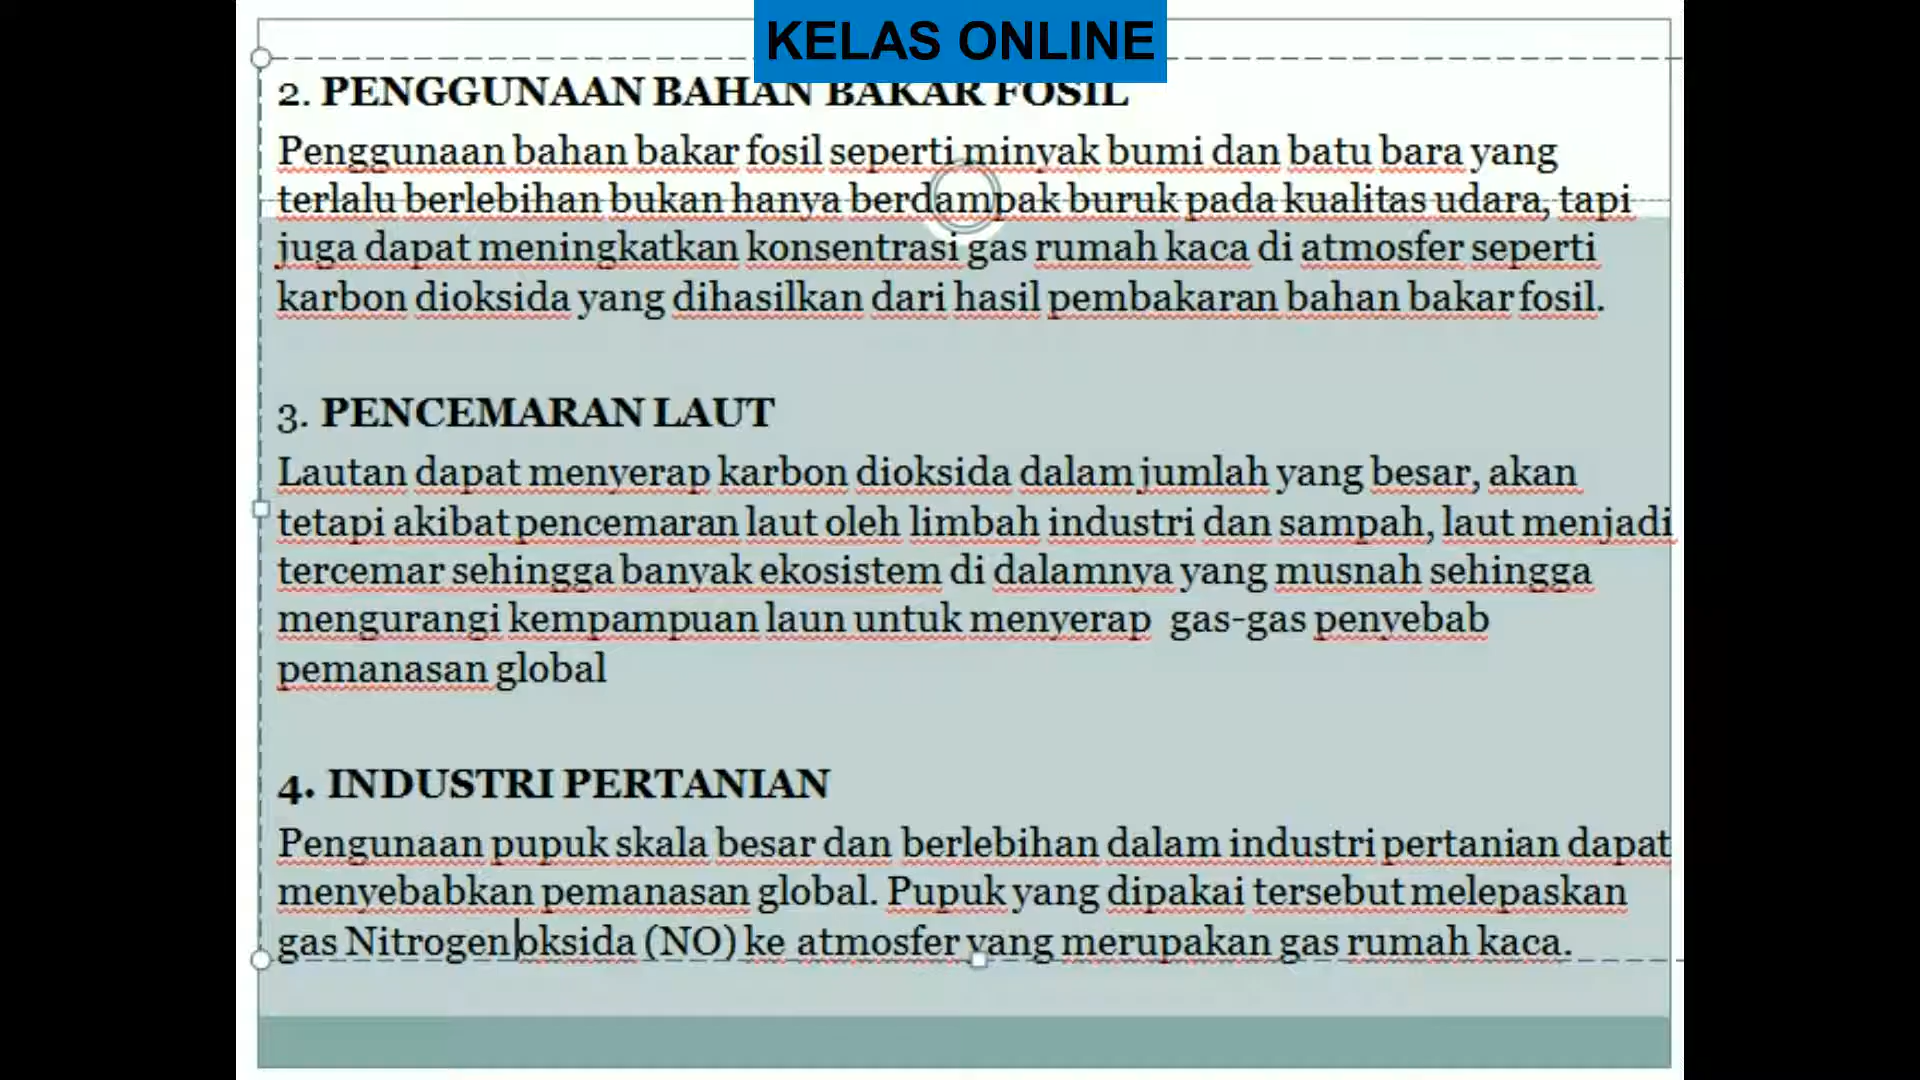 KELAS ONLINE
2. PENGGUNAAN BAHAN BAKAR FOSIL
Penggunaan bahan bakar fosil seperti minyak bumi dan batu bara yang
terlalu berlebihan bukan hanya berdampak buruk pada kualitas udara, tapi
juga dapat meningkatkan konsentrasi gas rumah kaca di atmosfer seperti
karbon dioksida yang dihasilkan dari hasil pembakaran bahan bakar fosil.
3. PENCEMARAN LAUT
Lautan dapat menyerap karbon dioksida dalam jumlah yang besar, akan
tetapi akibat pencemaran laut oleh limbah industri dan sampah, laut menjadi
tercemar sehingga banyak ekosistem di dalamnya yang musnah sehingga
mengurangi kempampuan laun untuk menyerap gas-gas penyebab
pemanasan global
4. INDUSTRI PERTANIAN
Pengunaan pupuk skala besar dan berlebihan dalam industri pertanian dapat
menyebabkan pemanasan global. Pupuk yang dipakai tersebut melepaskan
gas Nitrogen oksida (NO) ke atmosfer yang merupakan gas rumah kaca.